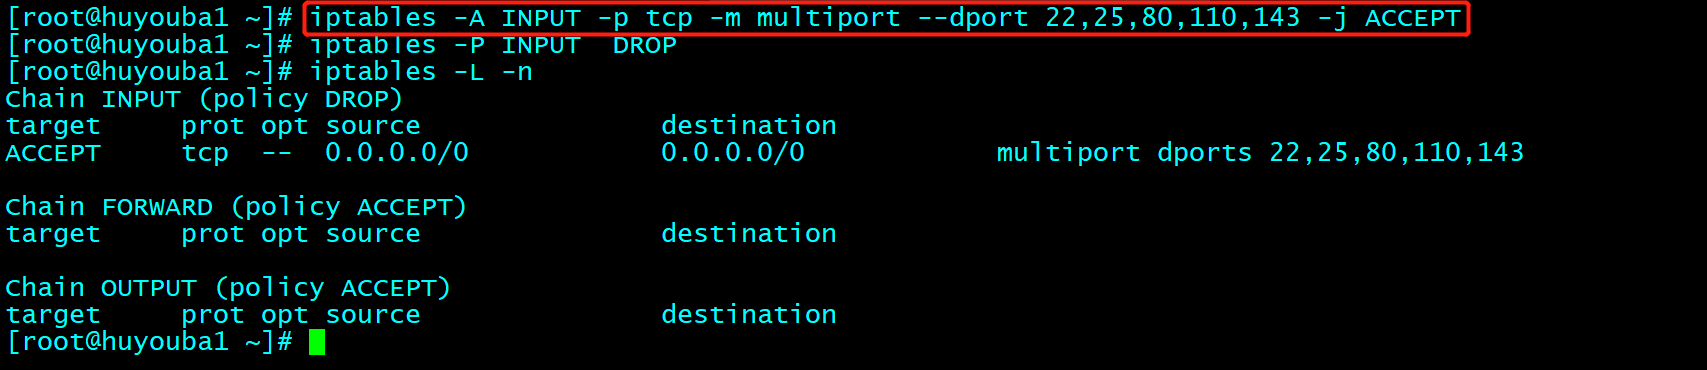 [root@huyouba1 ~]# iptables -A INPUT -p tcp -m multiport --dport 22,25,80,110,143 -j ACCEPT
[root@huyouba1 ~]# iptables -P INPUT  DROP
[root@huyouba1 ~]# iptables -L -n
Chain INPUT (policy DROP)
target     prot opt source               destination
ACCEPT     tcp  --  0.0.0.0/0            0.0.0.0/0            multiport dports 22,25,80,110,143

Chain FORWARD (policy ACCEPT)
target     prot opt source               destination

Chain OUTPUT (policy ACCEPT)
target     prot opt source               destination
[root@huyouba1 ~]#